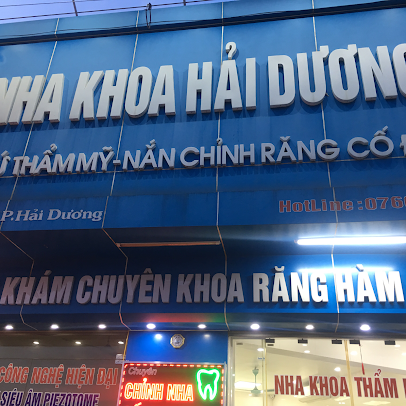 NHA KHOA HẢI DƯƠNG
Ứ THẨM MỸ-NẮN CHỈNH RĂNG CỐ Đ
P.Hải Dương
HotLine:076
KHÁM CHUYÊN KHOA RĂNG HÀM
CÔNG NGHỆ HIỆN ĐẠI
SIÊU ÂM PIEZOTOME
Chuyên
CHỈNH NHA
NHA KHOA THẨM